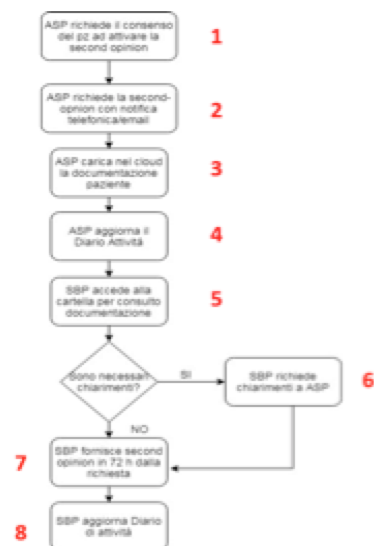 ASP richiede il consenso
del pz ad attivare la
second opinion
1
ASP richiede la second-
opnion con notifica
telefonica/email
2
ASP carica nel cloud
la documentazione
paziente
3
ASP aggiorna il
Diario Attività
4
SBP accede alla
cartella per consulto
documentazione
5
Sono necessari
chiarimenti?
SI
SBP richiede
chiarimenti a ASP
6
NO
7
SBP fornisce second
opinion in 72 h dalla
richiesta
8
SBP aggiorna Diario
di attività